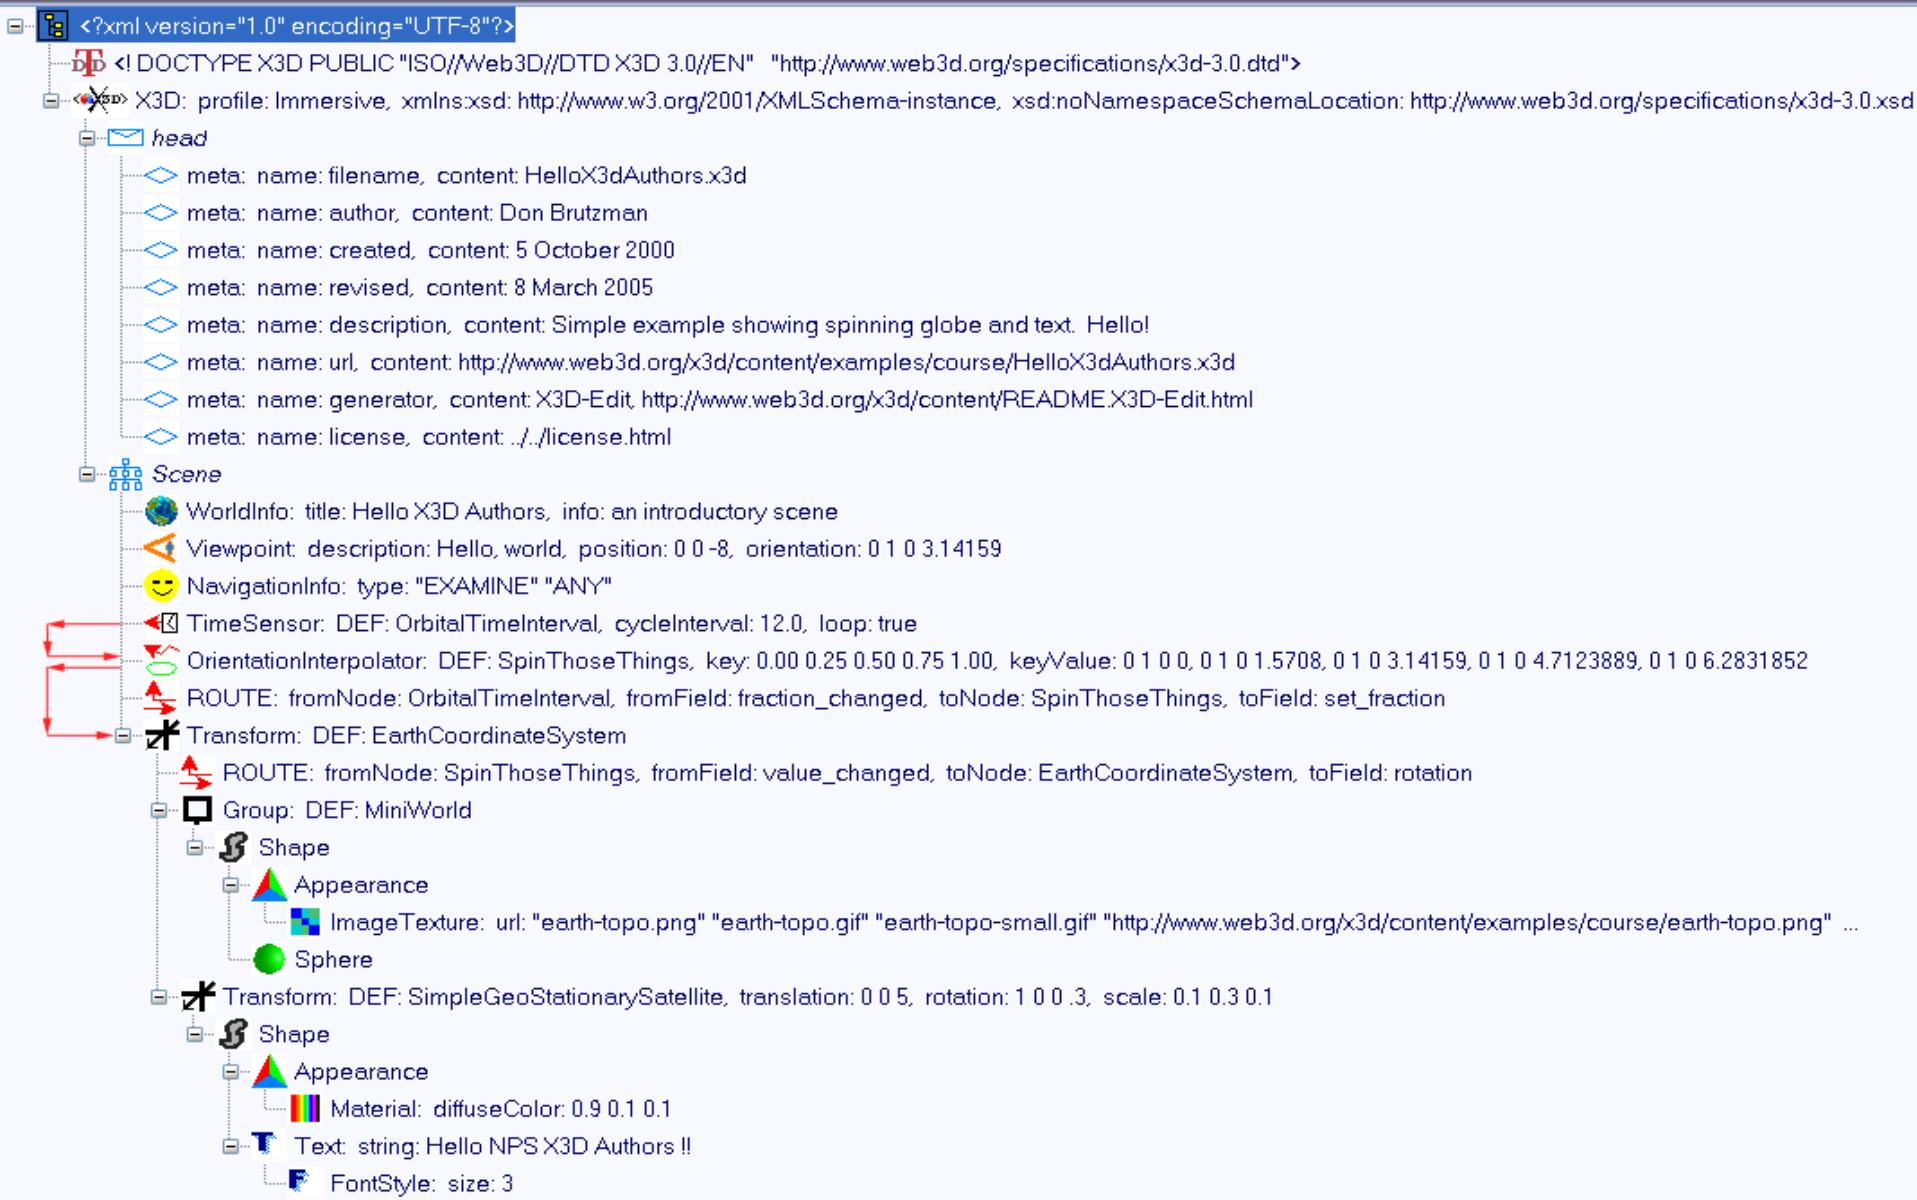 <?xml version="1.0" encoding="UTF-8"?>
DTD <! DOCTYPE X3D PUBLIC "ISO//Web3D//DTD X3D 3.0//EN" "http://www.web3d.org/specifications/x3d-3.0.dtd">
X3D: profile: Immersive, xmlns:xsd: http://www.w3.org/2001/XMLSchema-instance, xsd:noNamespaceSchemaLocation: http://www.web3d.org/specifications/x3d-3.0.xsd
head
meta: name: filename, content: HelloX3dAuthors.x3d
meta: name: author, content: Don Brutzman
meta: name: created, content: 5 October 2000
meta: name: revised, content: 8 March 2005
meta: name: description, content: Simple example showing spinning globe and text. Hello!
meta: name: url, content: http://www.web3d.org/x3d/content/examples/course/HelloX3dAuthors.x3d
meta: name: generator, content: X3D-Edit, http://www.web3d.org/x3d/content/README.X3D-Edit.html
meta: name: license, content: ../../license.html
Scene
WorldInfo: title: Hello X3D Authors, info: an introductory scene
Viewpoint: description: Hello, world, position: 0 0 -8, orientation: 0 1 0 3.14159
NavigationInfo: type: "EXAMINE" "ANY"
TimeSensor: DEF: OrbitalTimeInterval, cycleInterval: 12.0, loop: true
OrientationInterpolator: DEF: SpinThoseThings, key: 0.00 0.25 0.50 0.75 1.00, keyValue: 0 1 0 0, 0 1 0 1.5708, 0 1 0 3.14159, 0 1 0 4.7123889, 0 1 0 6.2831852
ROUTE: fromNode: OrbitalTimeInterval, fromField: fraction_changed, toNode: SpinThoseThings, toField: set_fraction
Transform: DEF: EarthCoordinateSystem
ROUTE: fromNode: SpinThoseThings, fromField: value_changed, toNode: EarthCoordinateSystem, toField: rotation
Group: DEF: MiniWorld
Shape
Appearance
ImageTexture: url: "earth-topo.png" "earth-topo.gif" "earth-topo-small.gif" "http://www.web3d.org/x3d/content/examples/course/earth-topo.png" ...
Sphere
Transform: DEF: SimpleGeoStationarySatellite, translation: 0 0 5, rotation: 1 0 0 .3, scale: 0.1 0.3 0.1
Shape
Appearance
Material: diffuseColor: 0.9 0.1 0.1
Text: string: Hello NPS X3D Authors !!
FontStyle: size: 3